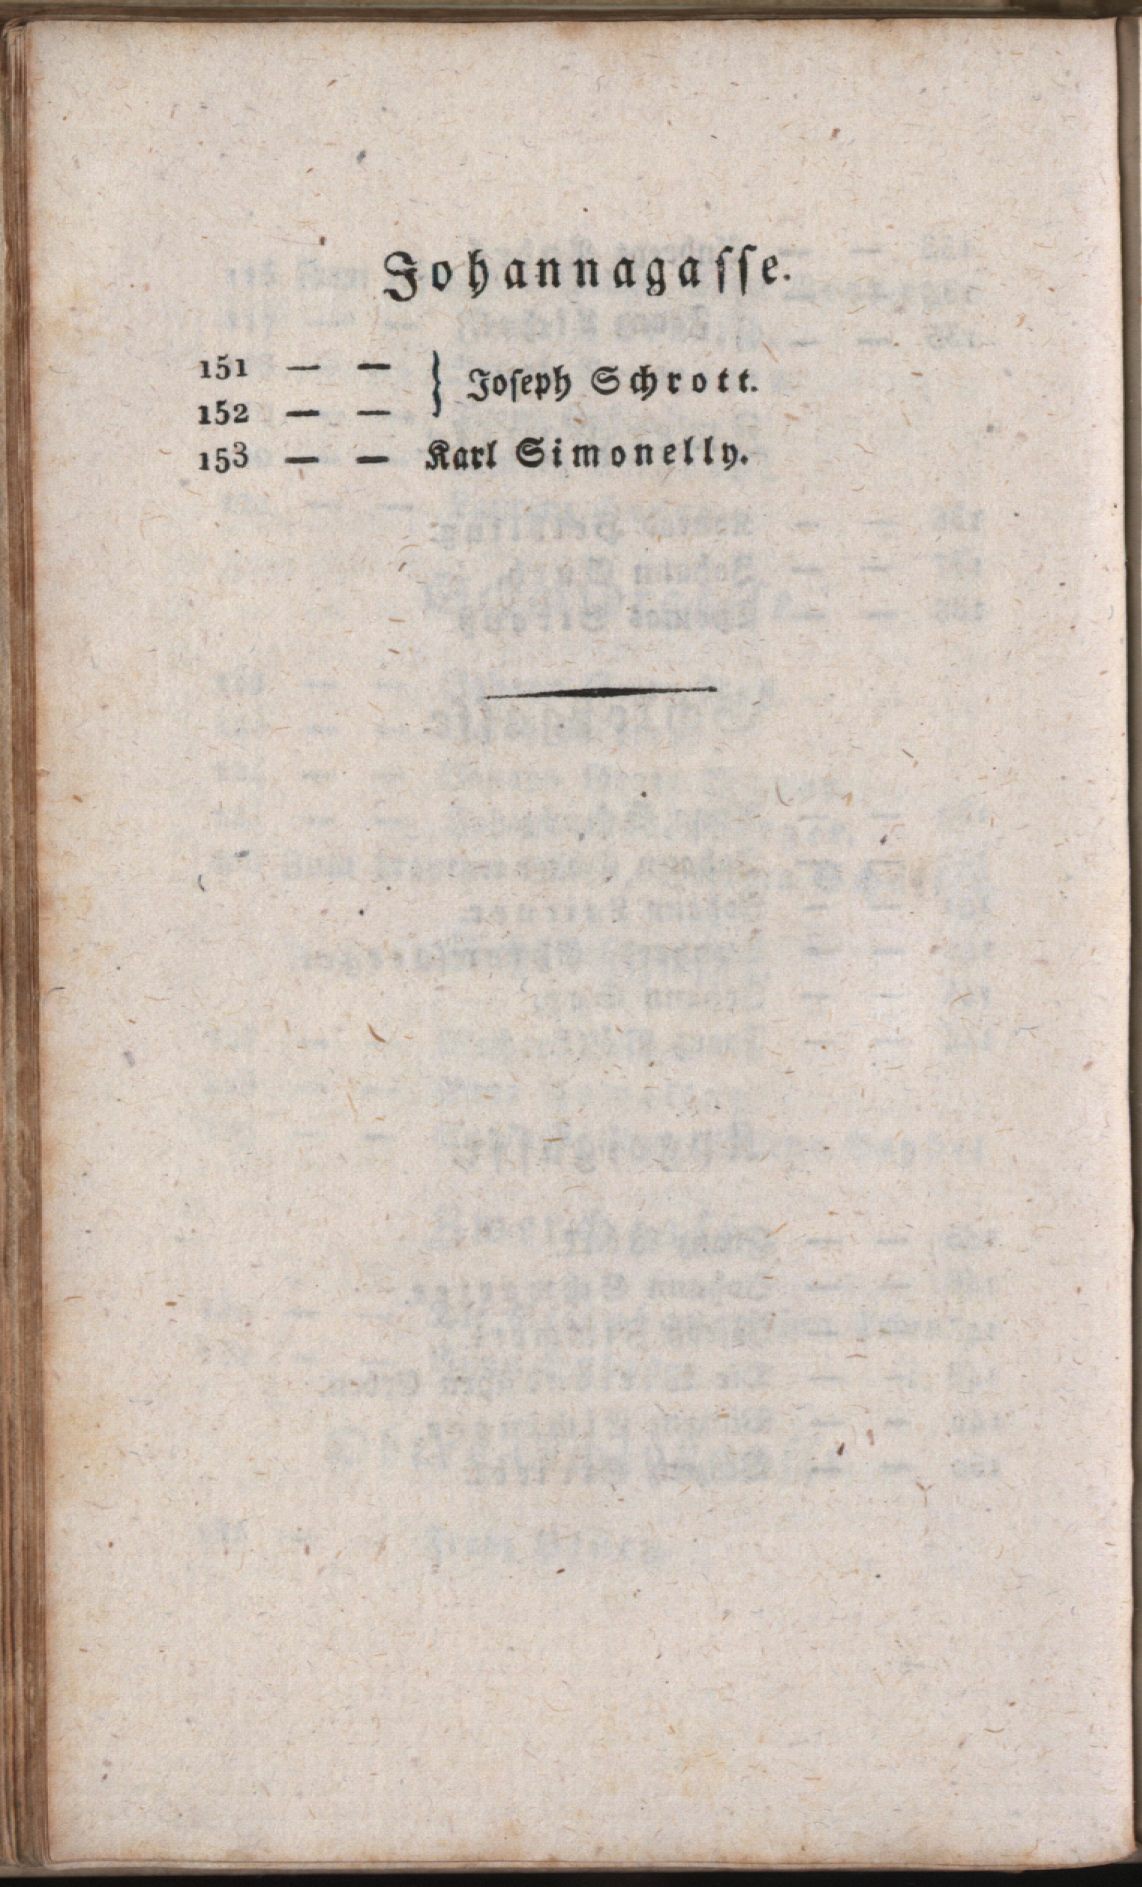 Johannagaſſe.
151 — — } Joſeph Schrott.
152 — —
153 — — Karl Simonelly.